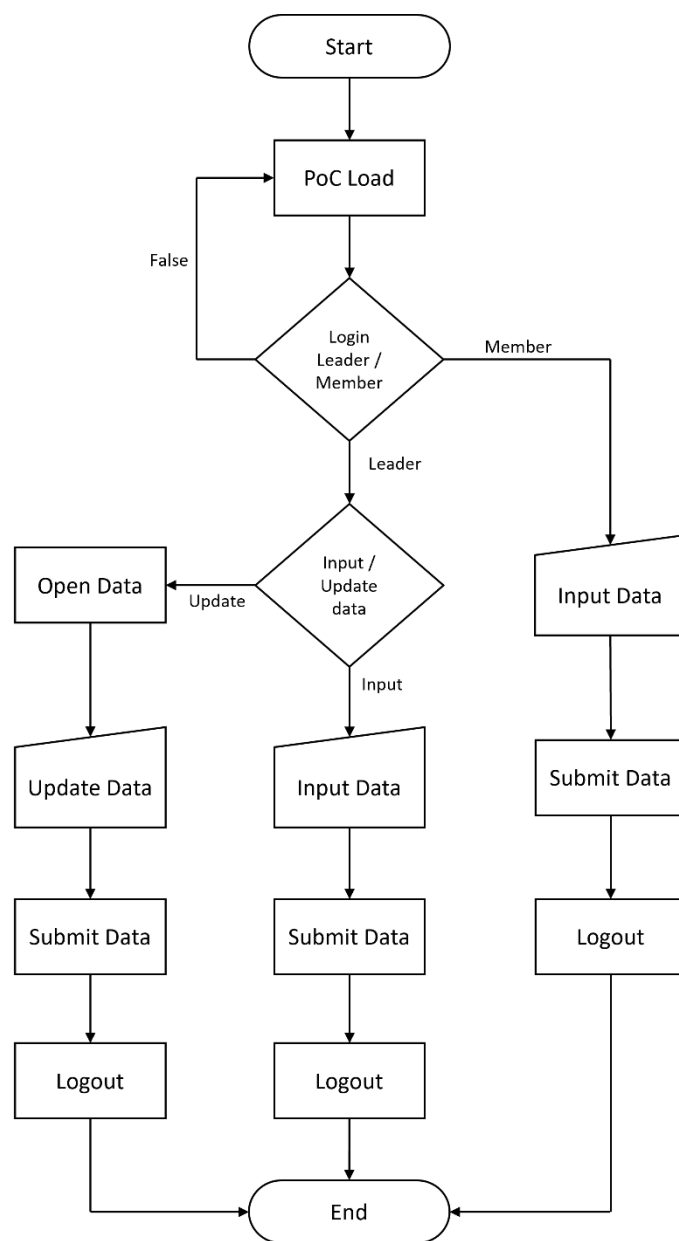 Start
PoC Load
False
Login
Leader /
Member
Member
Leader
Open Data
Update
Input /
Update
data
Input Data
Input
Update Data
Input Data
Submit Data
Submit Data
Submit Data
Logout
Logout
Logout
End